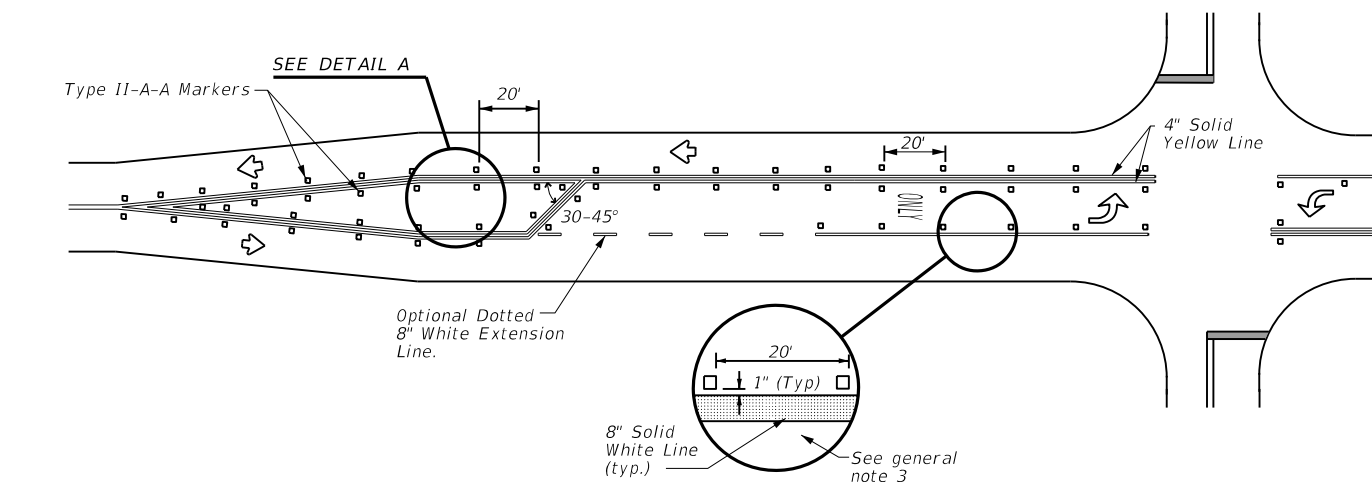 SEE DETAIL A
Type II-A-A Markers
20'
20'
4" Solid
Yellow Line
ONLY
30-45°
Optional Dotted
8" White Extension
Line.
20'
1" (Typ)
8" Solid
White Line
(typ.)
See general
note 3